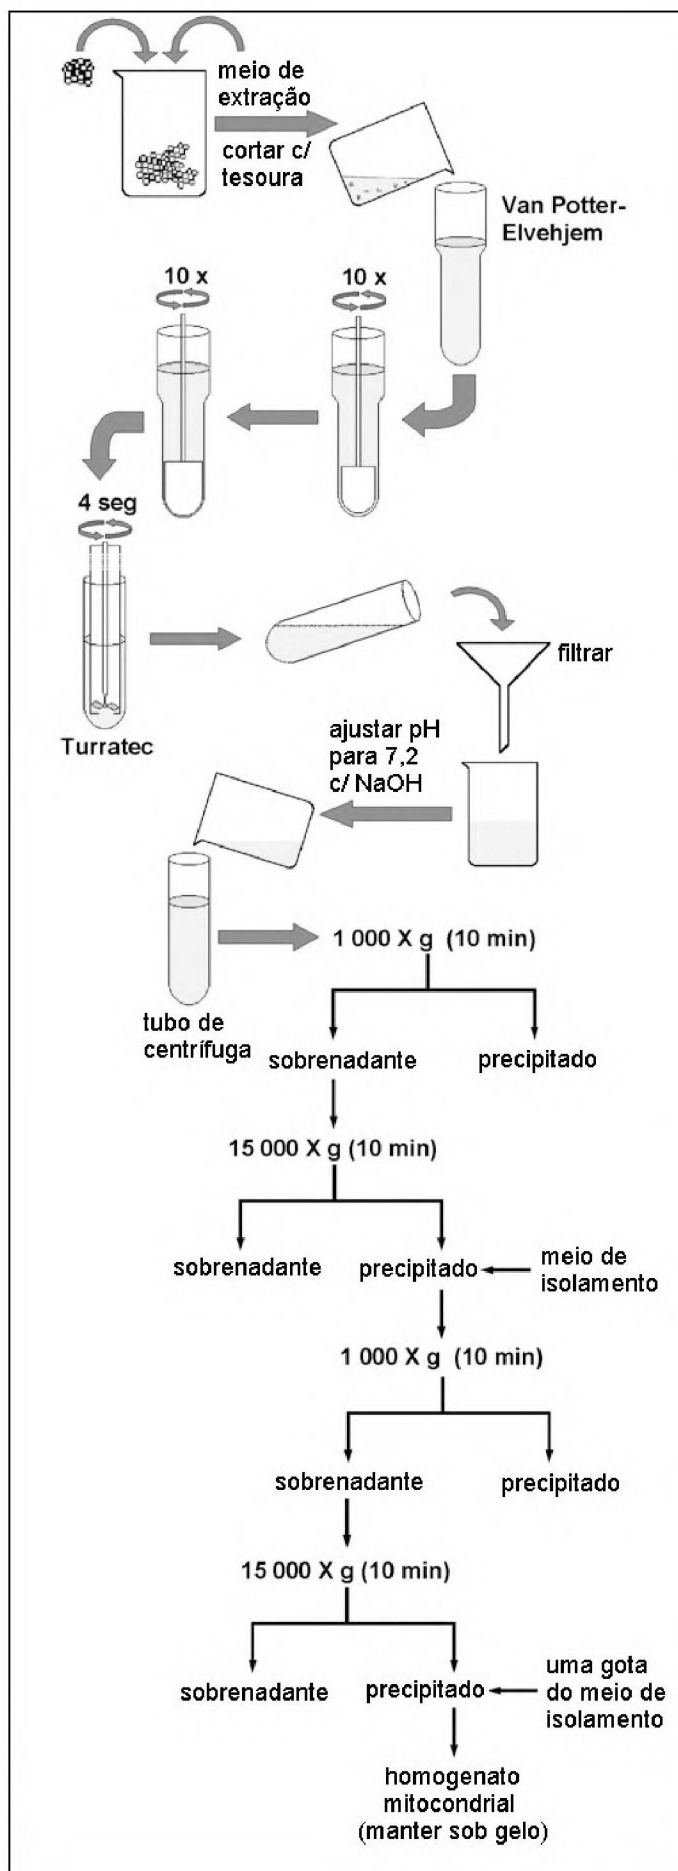 meio de
extração
cortar c/
tesoura
Van Potter-
Elvehjem
10 x
10 x
4 seg
Turratec
filtrar
ajustar pH
para 7,2
c/ NaOH
tubo de
centrífuga
1 000 X g (10 min)
sobrenadante
precipitado
15 000 X g (10 min)
sobrenadante
precipitado
meio de
isolamento
1 000 X g (10 min)
sobrenadante
precipitado
15 000 X g (10 min)
sobrenadante
precipitado
uma gota
do meio de
isolamento
homogenato
mitocondrial
(manter sob gelo)